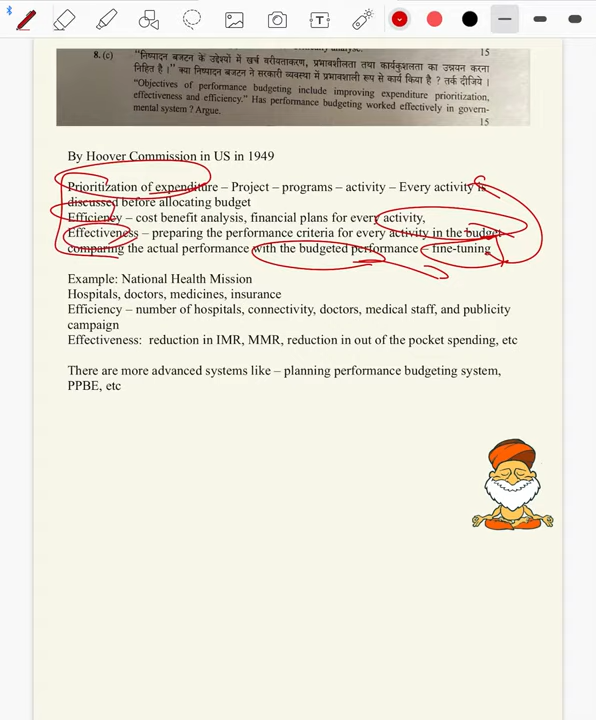 8. (c) "निष्पादन बजटन के उद्देश्यों में खर्च वरीयताकरण, प्रभावशीलता तथा कार्यकुशलता का उन्नयन करना
निहित है ।" क्या निष्पादन बजटन ने सरकारी व्यवस्था में प्रभावशाली रूप से कार्य किया है ? तर्क दीजिये ।
"Objectives of performance budgeting include improving expenditure prioritization,
effectiveness and efficiency." Has performance budgeting worked effectively in govern-
mental system ? Argue.
15
15
By Hoover Commission in US in 1949
Prioritization of expenditure – Project – programs – activity – Every activity is
discussed before allocating budget
Efficiency – cost benefit analysis, financial plans for every activity,
Effectiveness – preparing the performance criteria for every activity in the budget
comparing the actual performance with the budgeted performance – fine-tuning
Example: National Health Mission
Hospitals, doctors, medicines, insurance
Efficiency – number of hospitals, connectivity, doctors, medical staff, and publicity
campaign
Effectiveness: reduction in IMR, MMR, reduction in out of the pocket spending, etc
There are more advanced systems like – planning performance budgeting system,
PPBE, etc